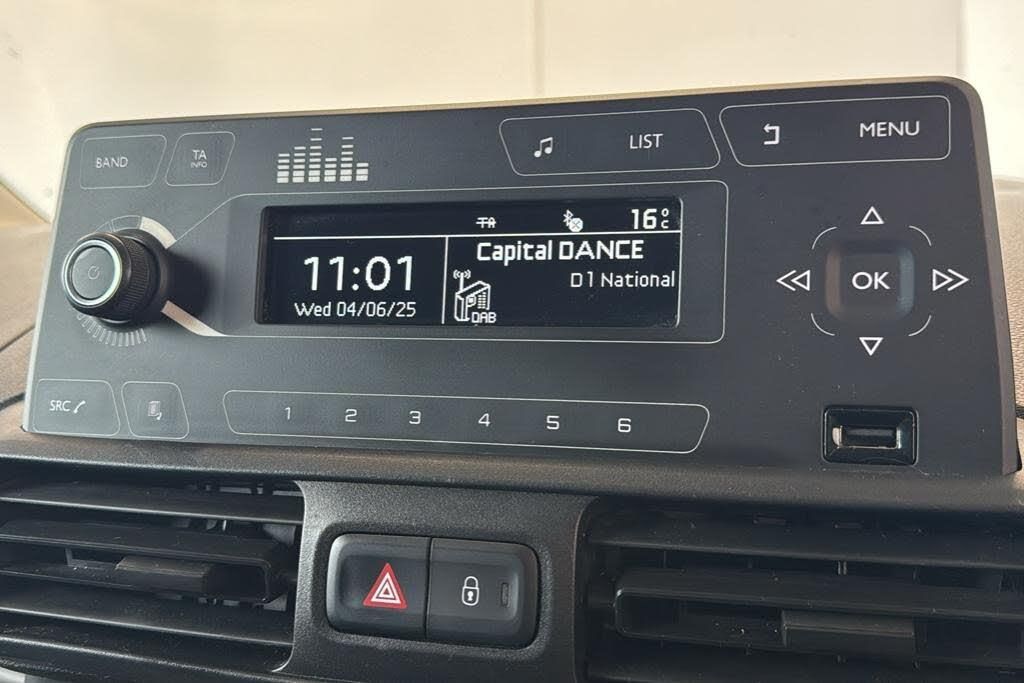 BAND
TA
INFO
LIST
MENU
TA
16°C
11:01
Wed 04/06/25
Capital DANCE
D1 National
DAB
OK
SRC
1 2 3 4 5 6